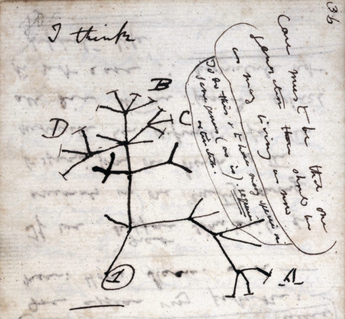 36
I think
case must be that one
generation then should be
as many living as now
To do this & to have many species in
same genus (as is). requires
extinction.
B
C
D
A
1